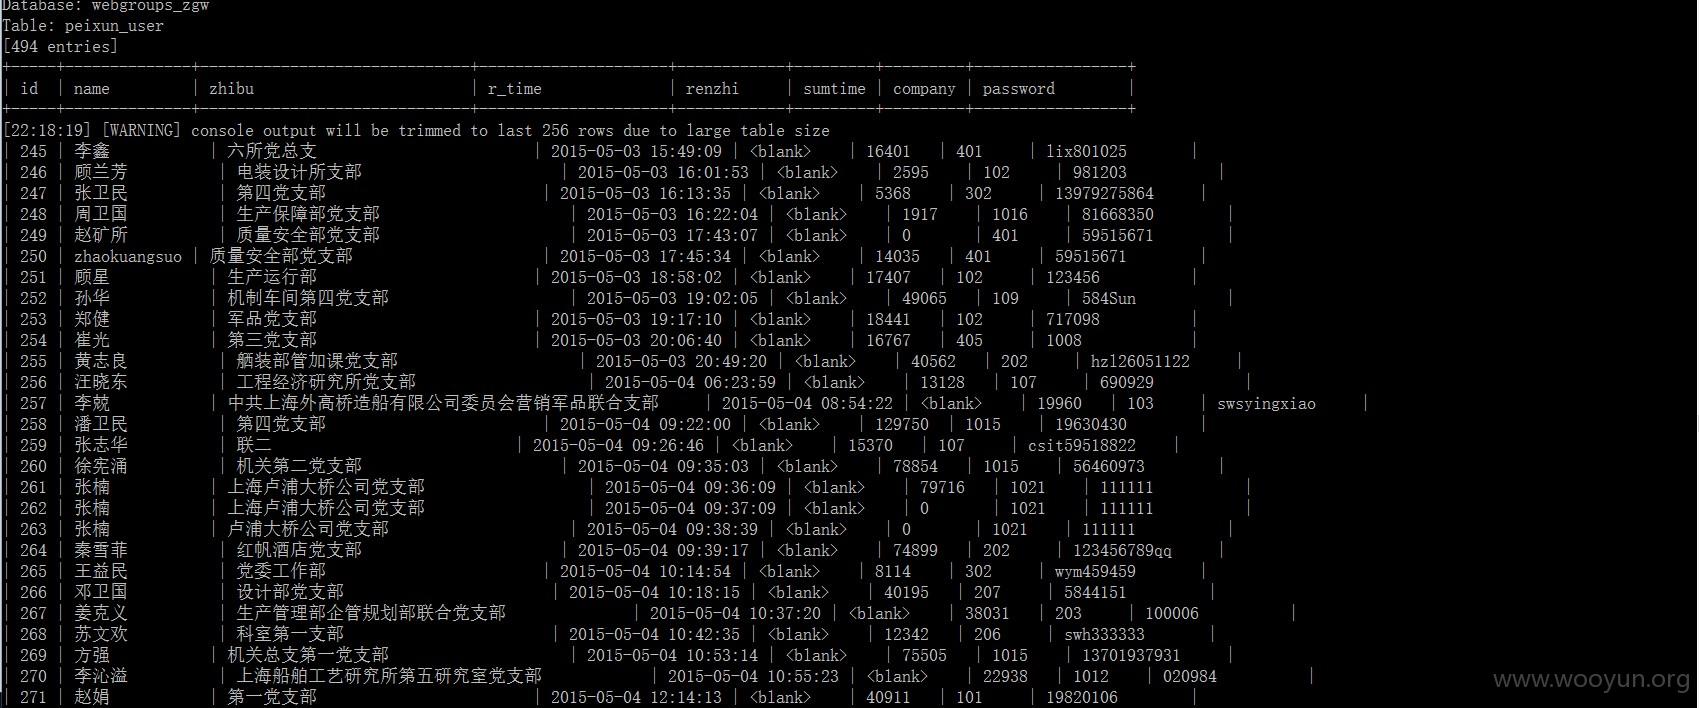 Database: webgroups_zgw
Table: peixun_user
[494 entries]
| id | name | zhibu | r_time | renzhi | sumtime | company | password |
[22:18:19] [WARNING] console output will be trimmed to last 256 rows due to large table size
| 245 | 李鑫 | 六所党总支 | 2015-05-03 15:49:09 | <blank> | 16401 | 401 | lix801025 |
| 246 | 顾兰芳 | 电装设计所支部 | 2015-05-03 16:01:53 | <blank> | 2595 | 102 | 981203 |
| 247 | 张卫民 | 第四党支部 | 2015-05-03 16:13:35 | <blank> | 5368 | 302 | 13979275864 |
| 248 | 周卫国 | 生产保障部党支部 | 2015-05-03 16:22:04 | <blank> | 1917 | 1016 | 81668350 |
| 249 | 赵矿所 | 质量安全部党支部 | 2015-05-03 17:43:07 | <blank> | 0 | 401 | 59515671 |
| 250 | zhaokuangsuo | 质量安全部党支部 | 2015-05-03 17:45:34 | <blank> | 14035 | 401 | 59515671 |
| 251 | 顾星 | 生产运行部 | 2015-05-03 18:58:02 | <blank> | 17407 | 102 | 123456 |
| 252 | 孙华 | 机制车间第四党支部 | 2015-05-03 19:02:05 | <blank> | 49065 | 109 | 584Sun |
| 253 | 郑健 | 军品党支部 | 2015-05-03 19:17:10 | <blank> | 18441 | 102 | 717098 |
| 254 | 崔光 | 第三党支部 | 2015-05-03 20:06:40 | <blank> | 16767 | 405 | 1008 |
| 255 | 黄志良 | 舾装部管加课党支部 | 2015-05-03 20:49:20 | <blank> | 40562 | 202 | hzl26051122 |
| 256 | 汪晓东 | 工程经济研究所党支部 | 2015-05-04 06:23:59 | <blank> | 13128 | 107 | 690929 |
| 257 | 李兢 | 中共上海外高桥造船有限公司委员会营销军品联合支部 | 2015-05-04 08:54:22 | <blank> | 19960 | 103 | swsyingxiao |
| 258 | 潘卫民 | 第四党支部 | 2015-05-04 09:22:00 | <blank> | 129750 | 1015 | 19630430 |
| 259 | 张志华 | 联二 | 2015-05-04 09:26:46 | <blank> | 15370 | 107 | csit59518822 |
| 260 | 徐宪涌 | 机关第二党支部 | 2015-05-04 09:35:03 | <blank> | 78854 | 1015 | 56460973 |
| 261 | 张楠 | 上海卢浦大桥公司党支部 | 2015-05-04 09:36:09 | <blank> | 79716 | 1021 | 111111 |
| 262 | 张楠 | 上海卢浦大桥公司党支部 | 2015-05-04 09:37:09 | <blank> | 0 | 1021 | 111111 |
| 263 | 张楠 | 卢浦大桥公司党支部 | 2015-05-04 09:38:39 | <blank> | 0 | 1021 | 111111 |
| 264 | 秦雪菲 | 红帆酒店党支部 | 2015-05-04 09:39:17 | <blank> | 74899 | 202 | 123456789qq |
| 265 | 王益民 | 党委工作部 | 2015-05-04 10:14:54 | <blank> | 8114 | 302 | wym459459 |
| 266 | 邓卫国 | 设计部党支部 | 2015-05-04 10:18:15 | <blank> | 40195 | 207 | 5844151 |
| 267 | 姜克义 | 生产管理部企管规划部联合党支部 | 2015-05-04 10:37:20 | <blank> | 38031 | 203 | 100006 |
| 268 | 苏文欢 | 科室第一支部 | 2015-05-04 10:42:35 | <blank> | 12342 | 206 | swh333333 |
| 269 | 方强 | 机关总支第一党支部 | 2015-05-04 10:53:14 | <blank> | 75505 | 1015 | 13701937931 |
| 270 | 李沁溢 | 上海船舶工艺研究所第五研究室党支部 | 2015-05-04 10:55:23 | <blank> | 22938 | 1012 | 020984 |
| 271 | 赵娟 | 第一党支部 | 2015-05-04 12:14:13 | <blank> | 40911 | 101 | 19820106 |
www.wooyun.org